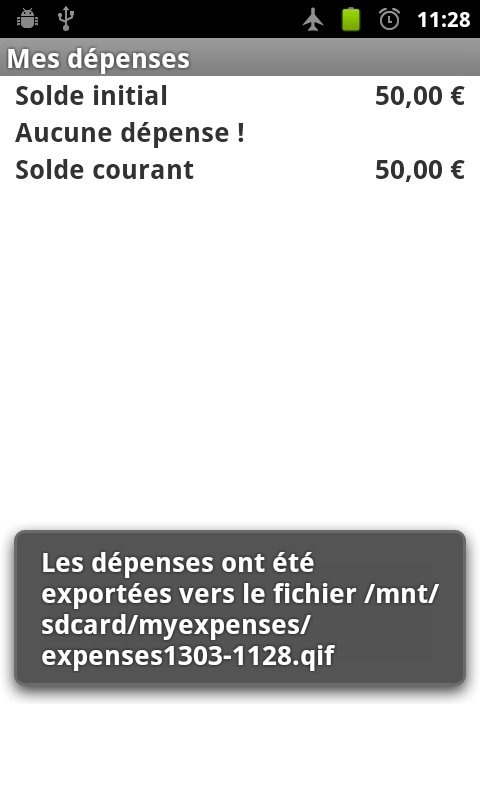 11:28
Mes dépenses
Solde initial 50,00 €
Aucune dépense !
Solde courant 50,00 €
Les dépenses ont été
exportées vers le fichier /mnt/
sdcard/myexpenses/
expenses1303-1128.qif